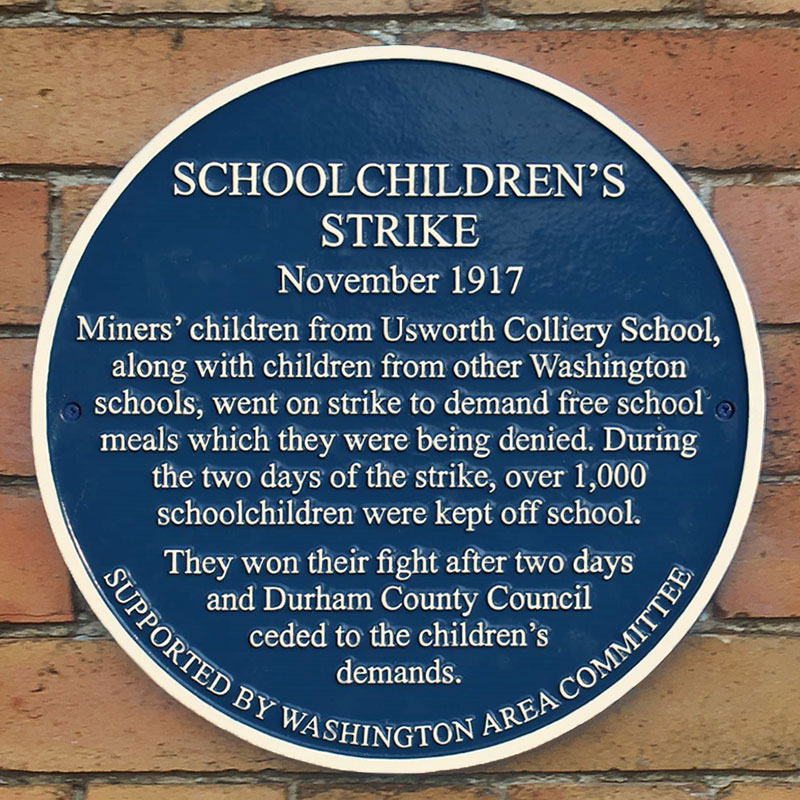 SCHOOLCHILDREN'S
STRIKE
November 1917
Miners' children from Usworth Colliery School,
along with children from other Washington
schools, went on strike to demand free school
meals which they were being denied. During
the two days of the strike, over 1,000
schoolchildren were kept off school.
They won their fight after two days
and Durham County Council
ceded to the children's
demands.
SUPPORTED BY WASHINGTON AREA COMMITTEE